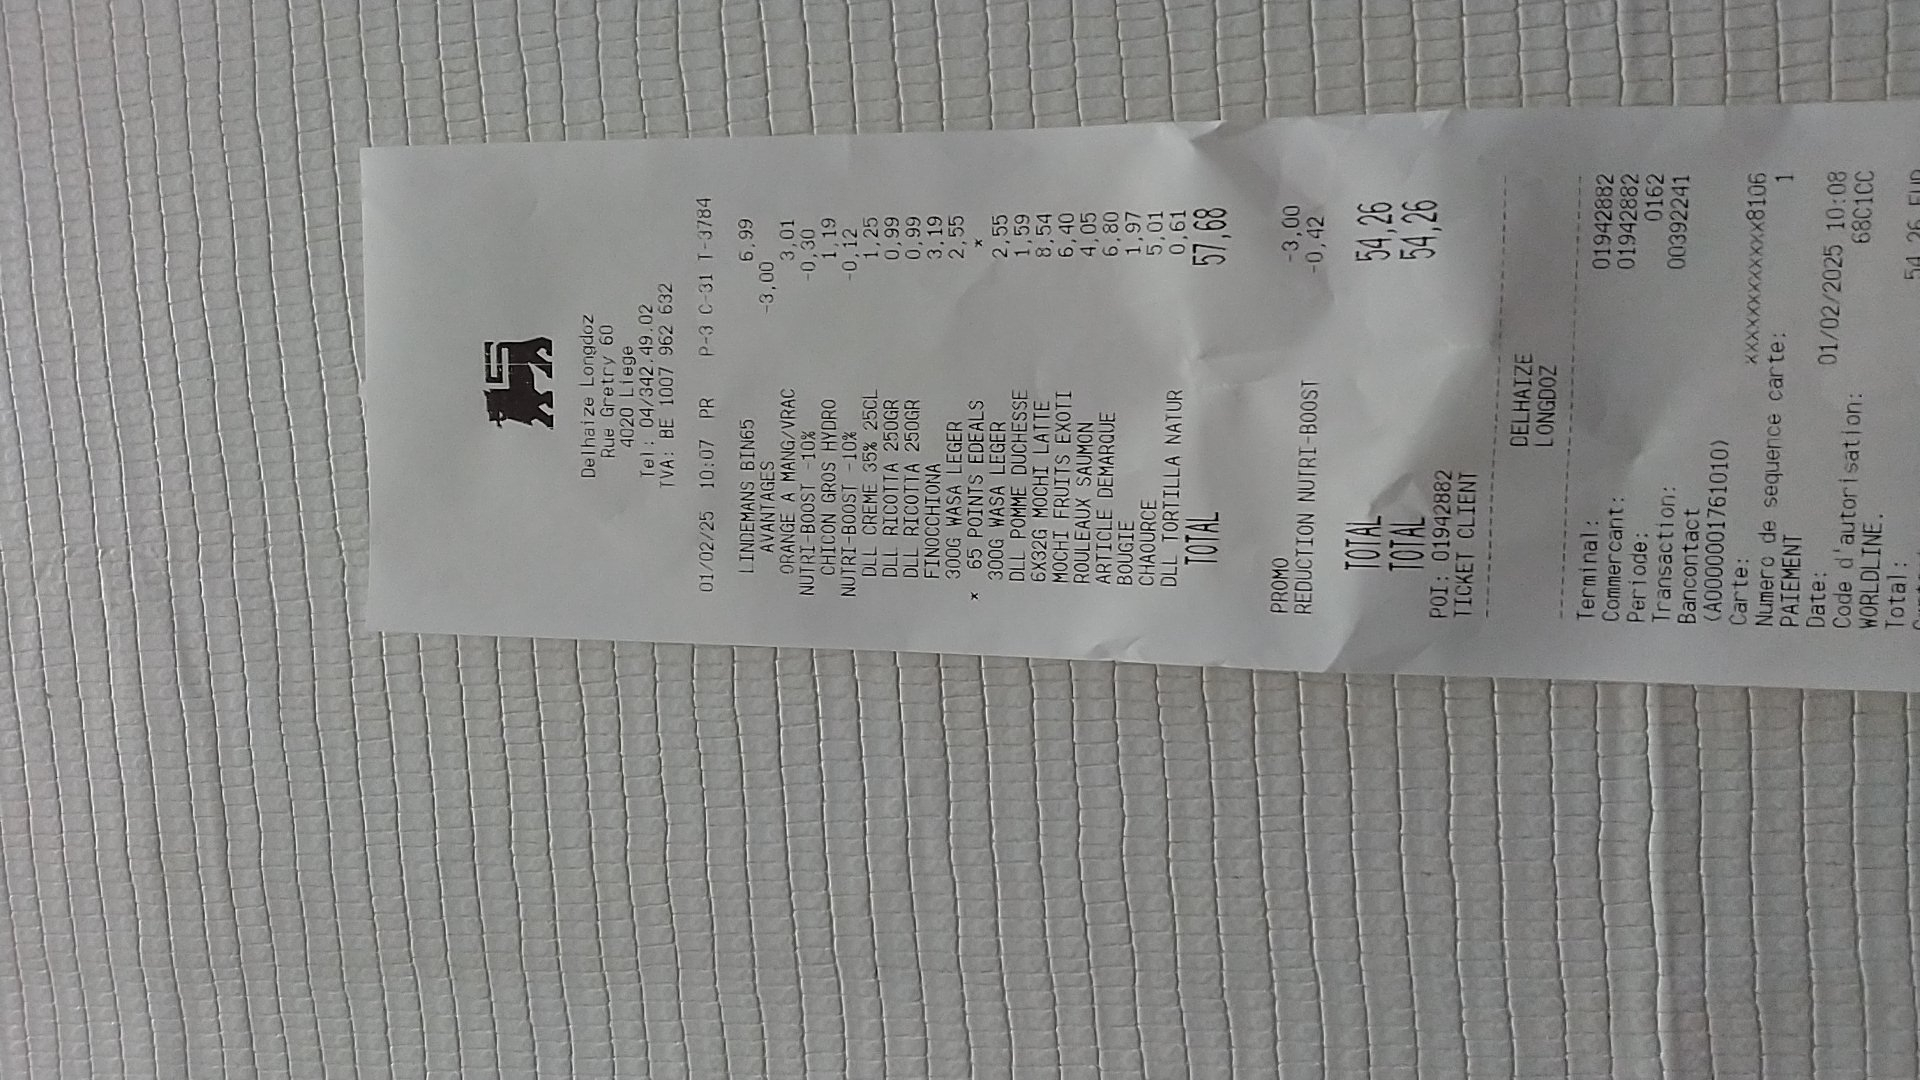 Delhaize Longdoz
Rue Gretry 60
4020 Liege
Tel : 04/342.49.02
TVA: BE 1007 962 632
01/02/25 10:07 PR P-3 C-31 T-3784
LINDEMANS BIN65 6,99
AVANTAGES -3,00
ORANGE A MANG/VRAC 3,01
NUTRI-BOOST -10% -0,30
CHICON GROS HYDRO 1,19
NUTRI-BOOST -10% -0,12
DLL CREME 35% 25CL 1,25
DLL RICOTTA 250GR 0,99
DLL RICOTTA 250GR 0,99
FINOCCHIONA 3,19
300G WASA LEGER 2,55
* 65 POINTS EDEALS *
300G WASA LEGER 2,55
DLL POMME DUCHESSE 1,59
6X32G MOCHI LATTE 8,54
MOCHI FRUITS EXOTI 6,40
ROULEAUX SAUMON 4,05
ARTICLE DEMARQUE 6,80
BOUGIE 1,97
CHAOURCE 5,01
DLL TORTILLA NATUR 0,61
TOTAL 57,68
PROMO -3,00
REDUCTION NUTRI-BOOST -0,42
TOTAL 54,26
TOTAL 54,26
POI: 01942882
TICKET CLIENT
DELHAIZE
LONGDOZ
Terminal: 01942882
Commercant: 01942882
Periode: 0162
Transaction: 00392241
Bancontact
(A0000001761010)
Carte: xxxxxxxxxxxxx8106
Numero de sequence carte: 1
PAIEMENT
Date: 01/02/2025 10:08
Code d'autorisation: 68C1CC
WORLDLINE.
Total: 54,26 EUR